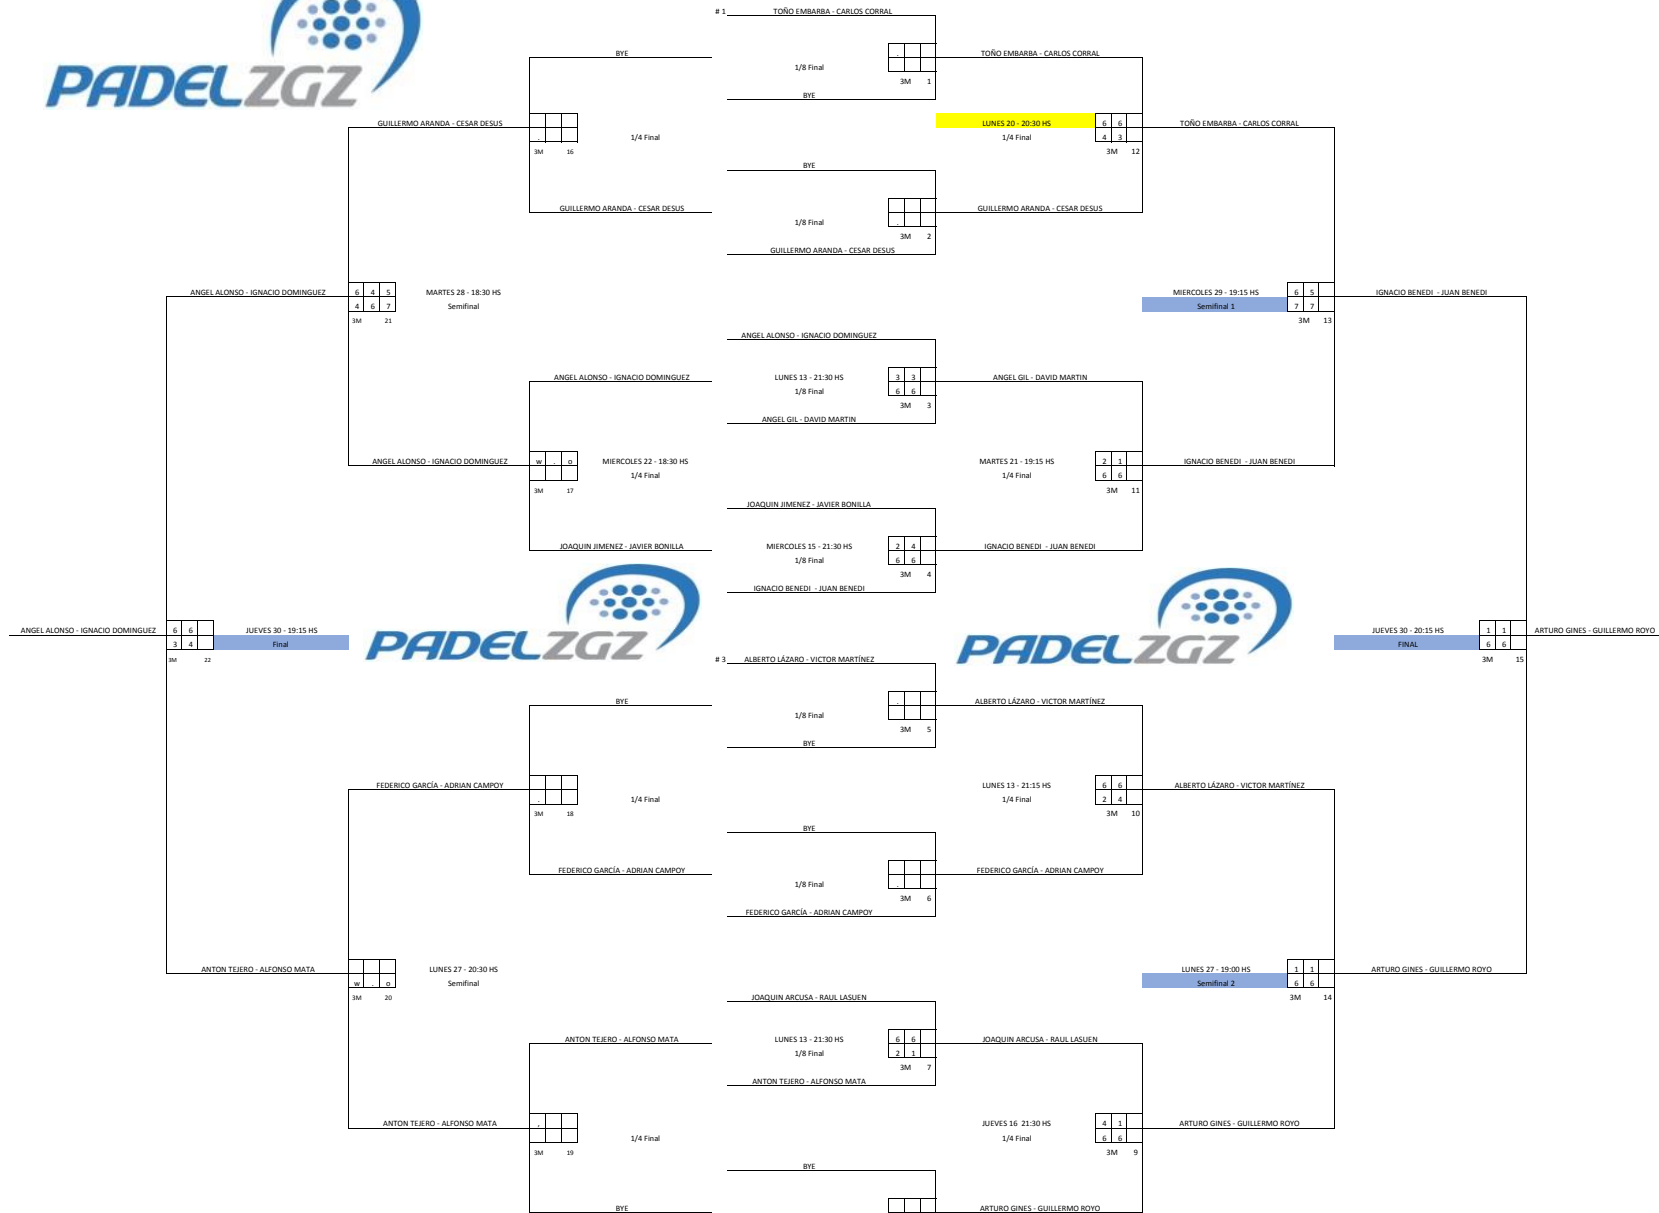 # 1 TOÑO EMBARBA - CARLOS CORRAL
BYE . TOÑO EMBARBA - CARLOS CORRAL
1/8 Final
3M 1
PADELZGZ
BYE
GUILLERMO ARANDA - CESAR DESUS LUNES 20 - 20:30 HS 6 6 TOÑO EMBARBA - CARLOS CORRAL
. 1/4 Final 1/4 Final 4 3
3M 16 3M 12
BYE
GUILLERMO ARANDA - CESAR DESUS GUILLERMO ARANDA - CESAR DESUS
1/8 Final .
3M 2
GUILLERMO ARANDA - CESAR DESUS
ANGEL ALONSO - IGNACIO DOMINGUEZ 6 4 5 MARTES 28 - 18:30 HS MIERCOLES 29 - 19:15 HS 6 5 IGNACIO BENEDI - JUAN BENEDI
4 6 7 Semifinal Semifinal 1 7 7
3M 21 3M 13
ANGEL ALONSO - IGNACIO DOMINGUEZ
ANGEL ALONSO - IGNACIO DOMINGUEZ LUNES 13 - 21:30 HS 3 3 ANGEL GIL - DAVID MARTIN
1/8 Final 6 6
3M 3
ANGEL GIL - DAVID MARTIN
ANGEL ALONSO - IGNACIO DOMINGUEZ w . o MIERCOLES 22 - 18:30 HS MARTES 21 - 19:15 HS 2 1 IGNACIO BENEDI - JUAN BENEDI
1/4 Final 1/4 Final 6 6
3M 17 3M 11
JOAQUIN JIMENEZ - JAVIER BONILLA
JOAQUIN JIMENEZ - JAVIER BONILLA MIERCOLES 15 - 21:30 HS 2 4 IGNACIO BENEDI - JUAN BENEDI
1/8 Final 6 6
3M 4
IGNACIO BENEDI - JUAN BENEDI
ANGEL ALONSO - IGNACIO DOMINGUEZ 6 6 JUEVES 30 - 19:15 HS JUEVES 30 - 20:15 HS 1 1 ARTURO GINES - GUILLERMO ROYO
3 4 Final PADELZGZ PADELZGZ FINAL 6 6
3M 22 # 3 ALBERTO LÁZARO - VICTOR MARTÍNEZ 3M 15
BYE . ALBERTO LÁZARO - VICTOR MARTÍNEZ
1/8 Final
3M 5
BYE
FEDERICO GARCÍA - ADRIAN CAMPOY LUNES 13 - 21:15 HS 6 6 ALBERTO LÁZARO - VICTOR MARTÍNEZ
. 1/4 Final 1/4 Final 2 4
3M 18 3M 10
BYE
FEDERICO GARCÍA - ADRIAN CAMPOY FEDERICO GARCÍA - ADRIAN CAMPOY
1/8 Final .
3M 6
FEDERICO GARCÍA - ADRIAN CAMPOY
ANTON TEJERO - ALFONSO MATA LUNES 27 - 20:30 HS LUNES 27 - 19:00 HS 1 1 ARTURO GINES - GUILLERMO ROYO
w . o Semifinal Semifinal 2 6 6
3M 20 3M 14
JOAQUIN ARCUSA - RAUL LASUEN
ANTON TEJERO - ALFONSO MATA LUNES 13 - 21:30 HS 6 6 JOAQUIN ARCUSA - RAUL LASUEN
1/8 Final 2 1
3M 7
ANTON TEJERO - ALFONSO MATA
ANTON TEJERO - ALFONSO MATA . JUEVES 16 21:30 HS 4 1 ARTURO GINES - GUILLERMO ROYO
1/4 Final 1/4 Final 6 6
3M 19 3M 9
BYE
BYE ARTURO GINES - GUILLERMO ROYO